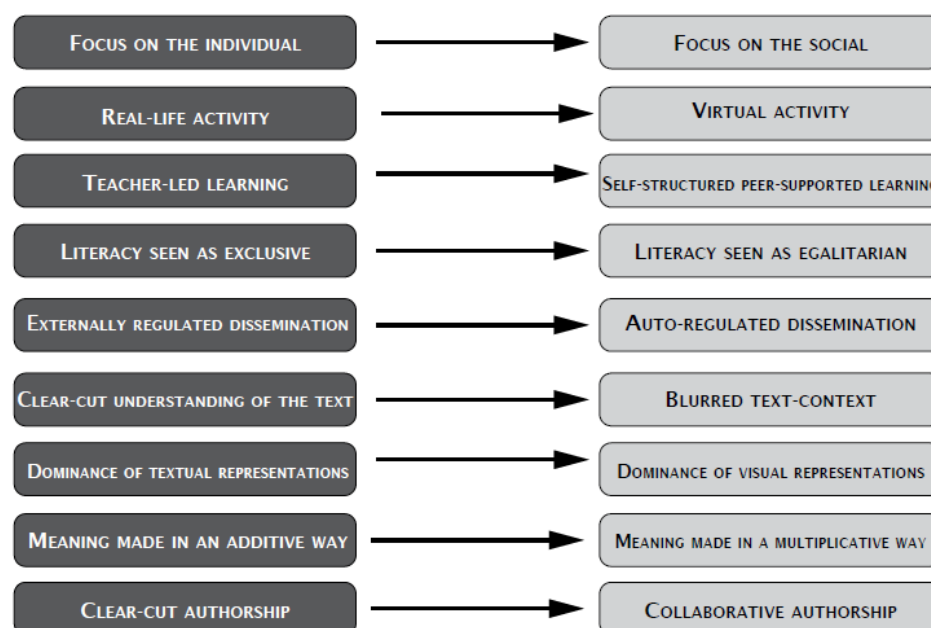 FOCUS ON THE INDIVIDUAL
FOCUS ON THE SOCIAL
REAL-LIFE ACTIVITY
VIRTUAL ACTIVITY
TEACHER-LED LEARNING
SELF-STRUCTURED PEER-SUPPORTED LEARNING
LITERACY SEEN AS EXCLUSIVE
LITERACY SEEN AS EGALITARIAN
EXTERNALLY REGULATED DISSEMINATION
AUTO-REGULATED DISSEMINATION
CLEAR-CUT UNDERSTANDING OF THE TEXT
BLURRED TEXT-CONTEXT
DOMINANCE OF TEXTUAL REPRESENTATIONS
DOMINANCE OF VISUAL REPRESENTATIONS
MEANING MADE IN AN ADDITIVE WAY
MEANING MADE IN A MULTIPLICATIVE WAY
CLEAR-CUT AUTHORSHIP
COLLABORATIVE AUTHORSHIP